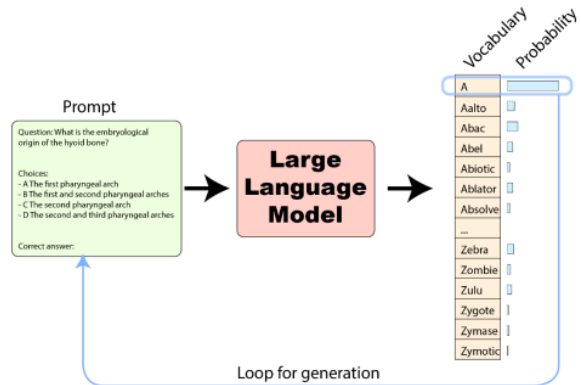 Vocabulary
Probability
Prompt
Question: What is the embryological
origin of the hyoid bone?
Choices:
- A The first pharyngeal arch
- B The first and second pharyngeal arches
- C The second pharyngeal arch
- D The second and third pharyngeal arches
Correct answer:
Large
Language
Model
A
Aalto
Abac
Abel
Abiotic
Ablator
Absolve
...
Zebra
Zombie
Zulu
Zygote
Zymase
Zymotic
Loop for generation